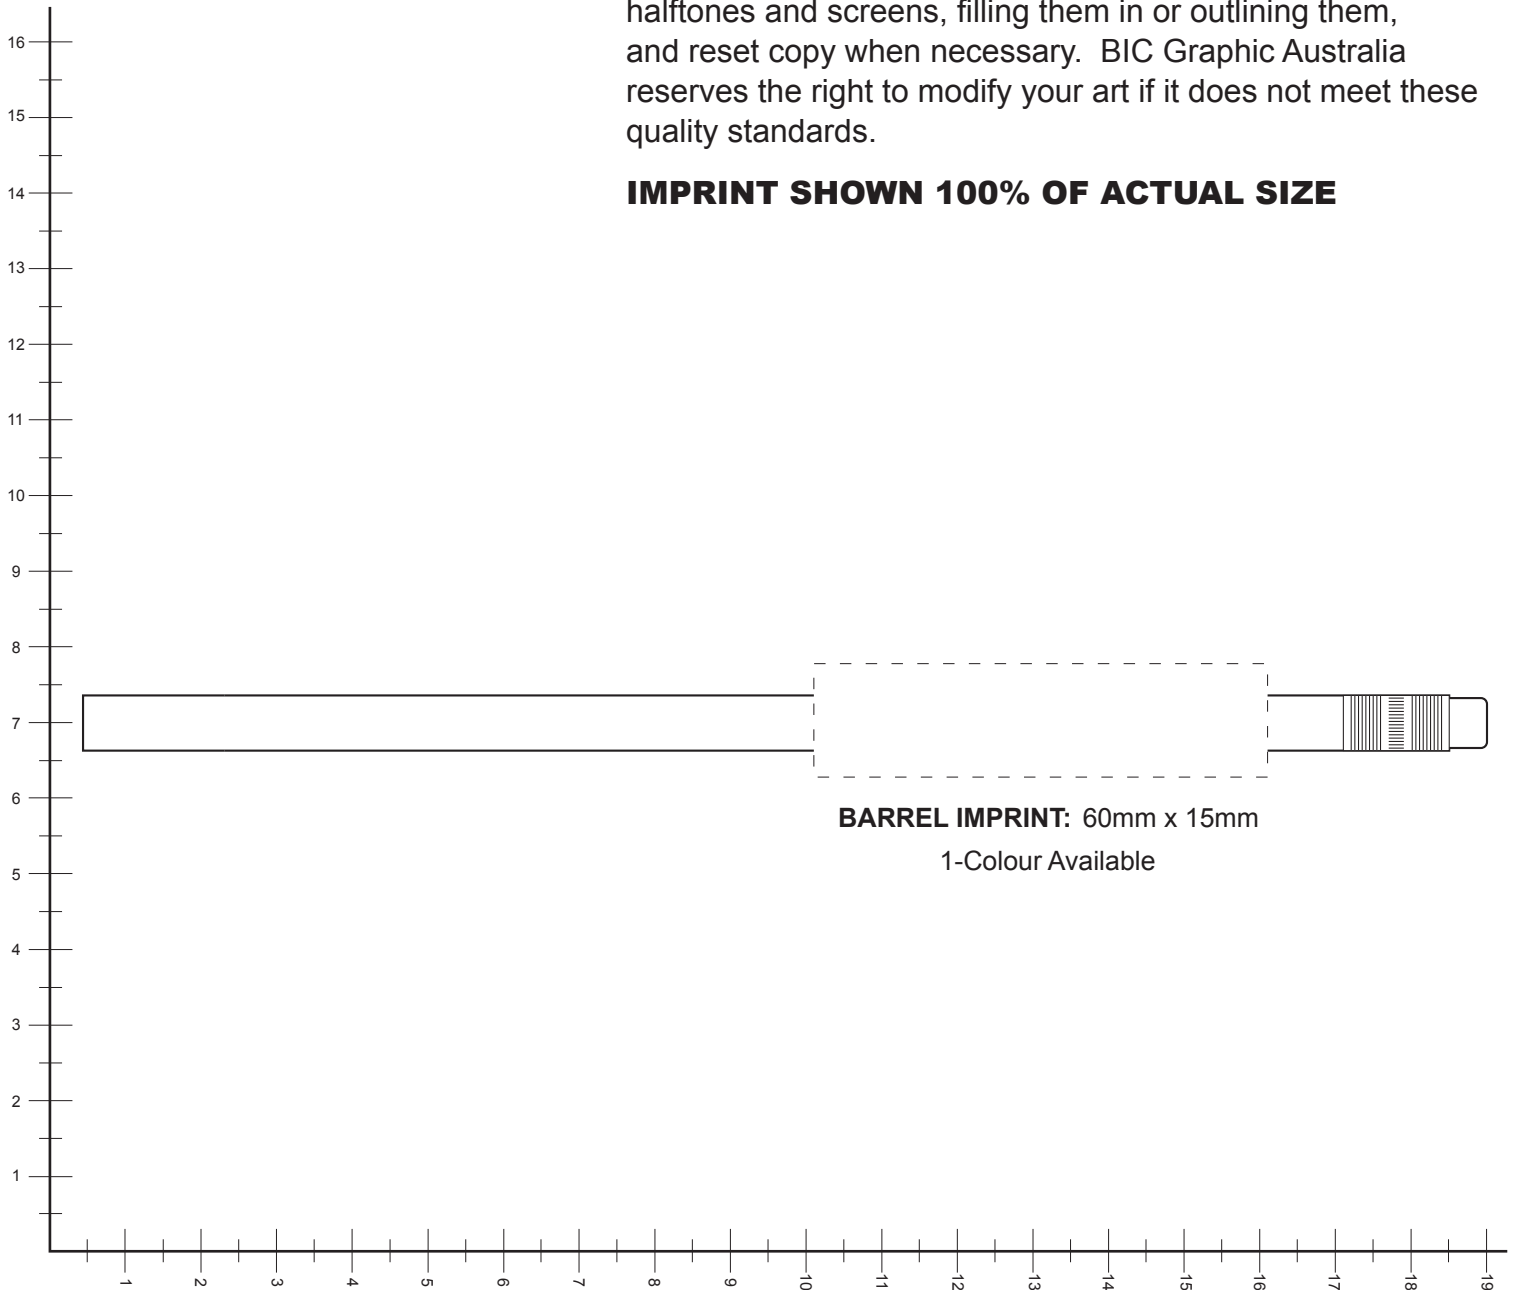 halftones and screens, filling them in or outlining them,
and reset copy when necessary.  BIC Graphic Australia
reserves the right to modify your art if it does not meet these
quality standards.
IMPRINT SHOWN 100% OF ACTUAL SIZE
16
15
14
13
12
11
10
9
8
7
6
5
4
3
2
1
BARREL IMPRINT: 60mm x 15mm
1-Colour Available
1 2 3 4 5 6 7 8 9 10 11 12 13 14 15 16 17 18 19